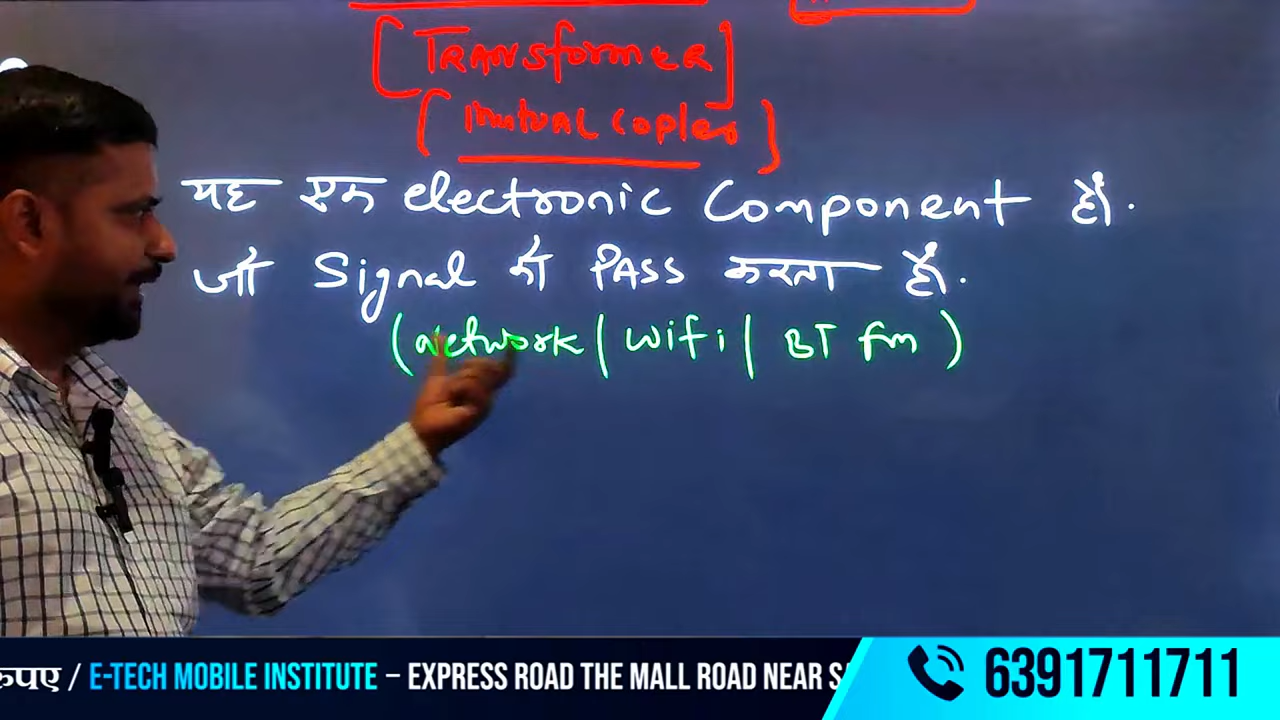 [TRANSFORMER]
(mutual copler)
यह एक electronic Component हैं.
जो Signal को PASS करता हैं.
(network | wifi | BT fm)
रुपए / E-TECH MOBILE INSTITUTE – EXPRESS ROAD THE MALL ROAD NEAR
6391711711